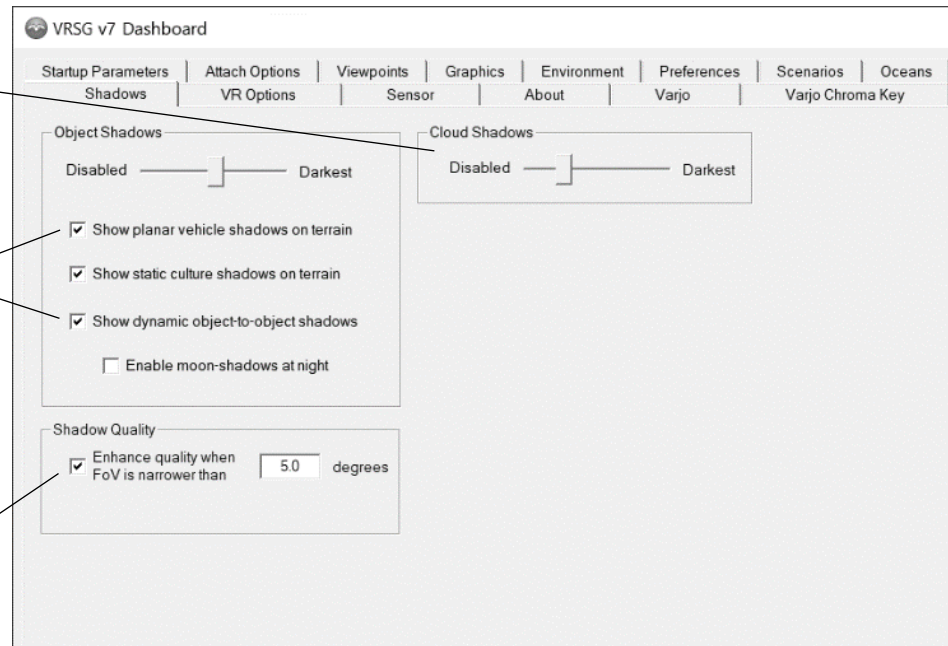 VRSG v7 Dashboard
Startup Parameters Attach Options Viewpoints Graphics Environment Preferences Scenarios Oceans
Shadows VR Options Sensor About Varjo Varjo Chroma Key
Object Shadows
Disabled Darkest
Show planar vehicle shadows on terrain
Show static culture shadows on terrain
Show dynamic object-to-object shadows
Enable moon-shadows at night
Cloud Shadows
Disabled Darkest
Shadow Quality
Enhance quality when
FoV is narrower than 5.0 degrees